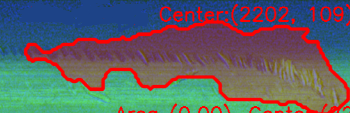 Center:(2202, 109)
Area (0.00) Center(